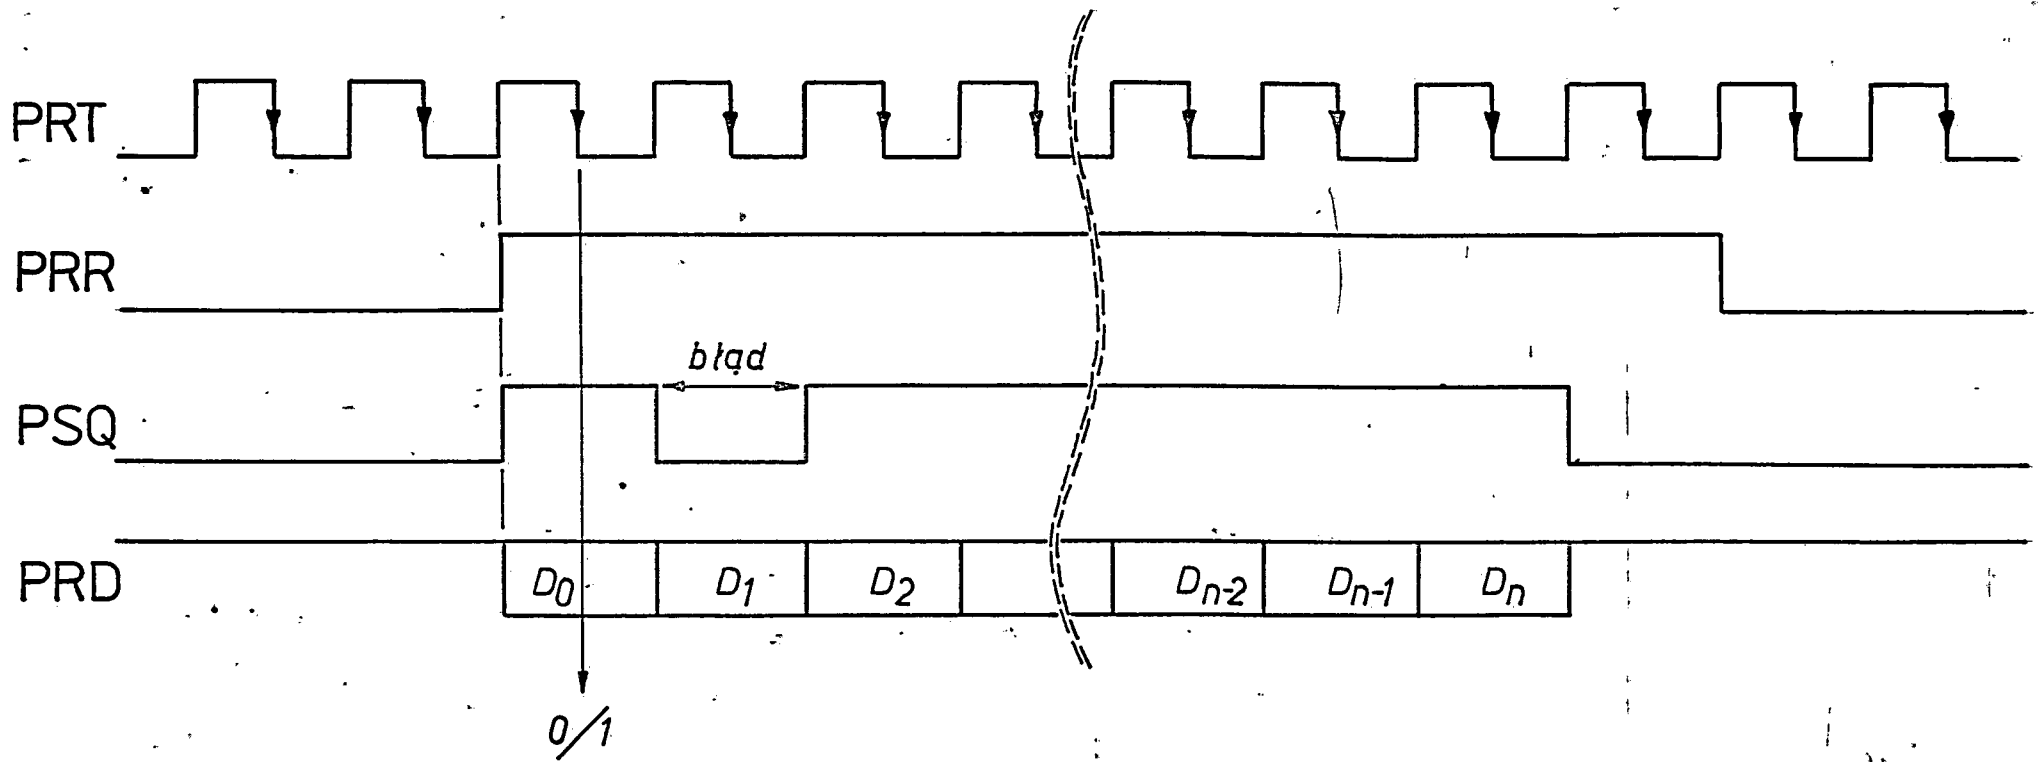 PRT
PRR
błąd
PSQ
PRD
D0 D1 D2 Dn-2 Dn-1 Dn
0/1